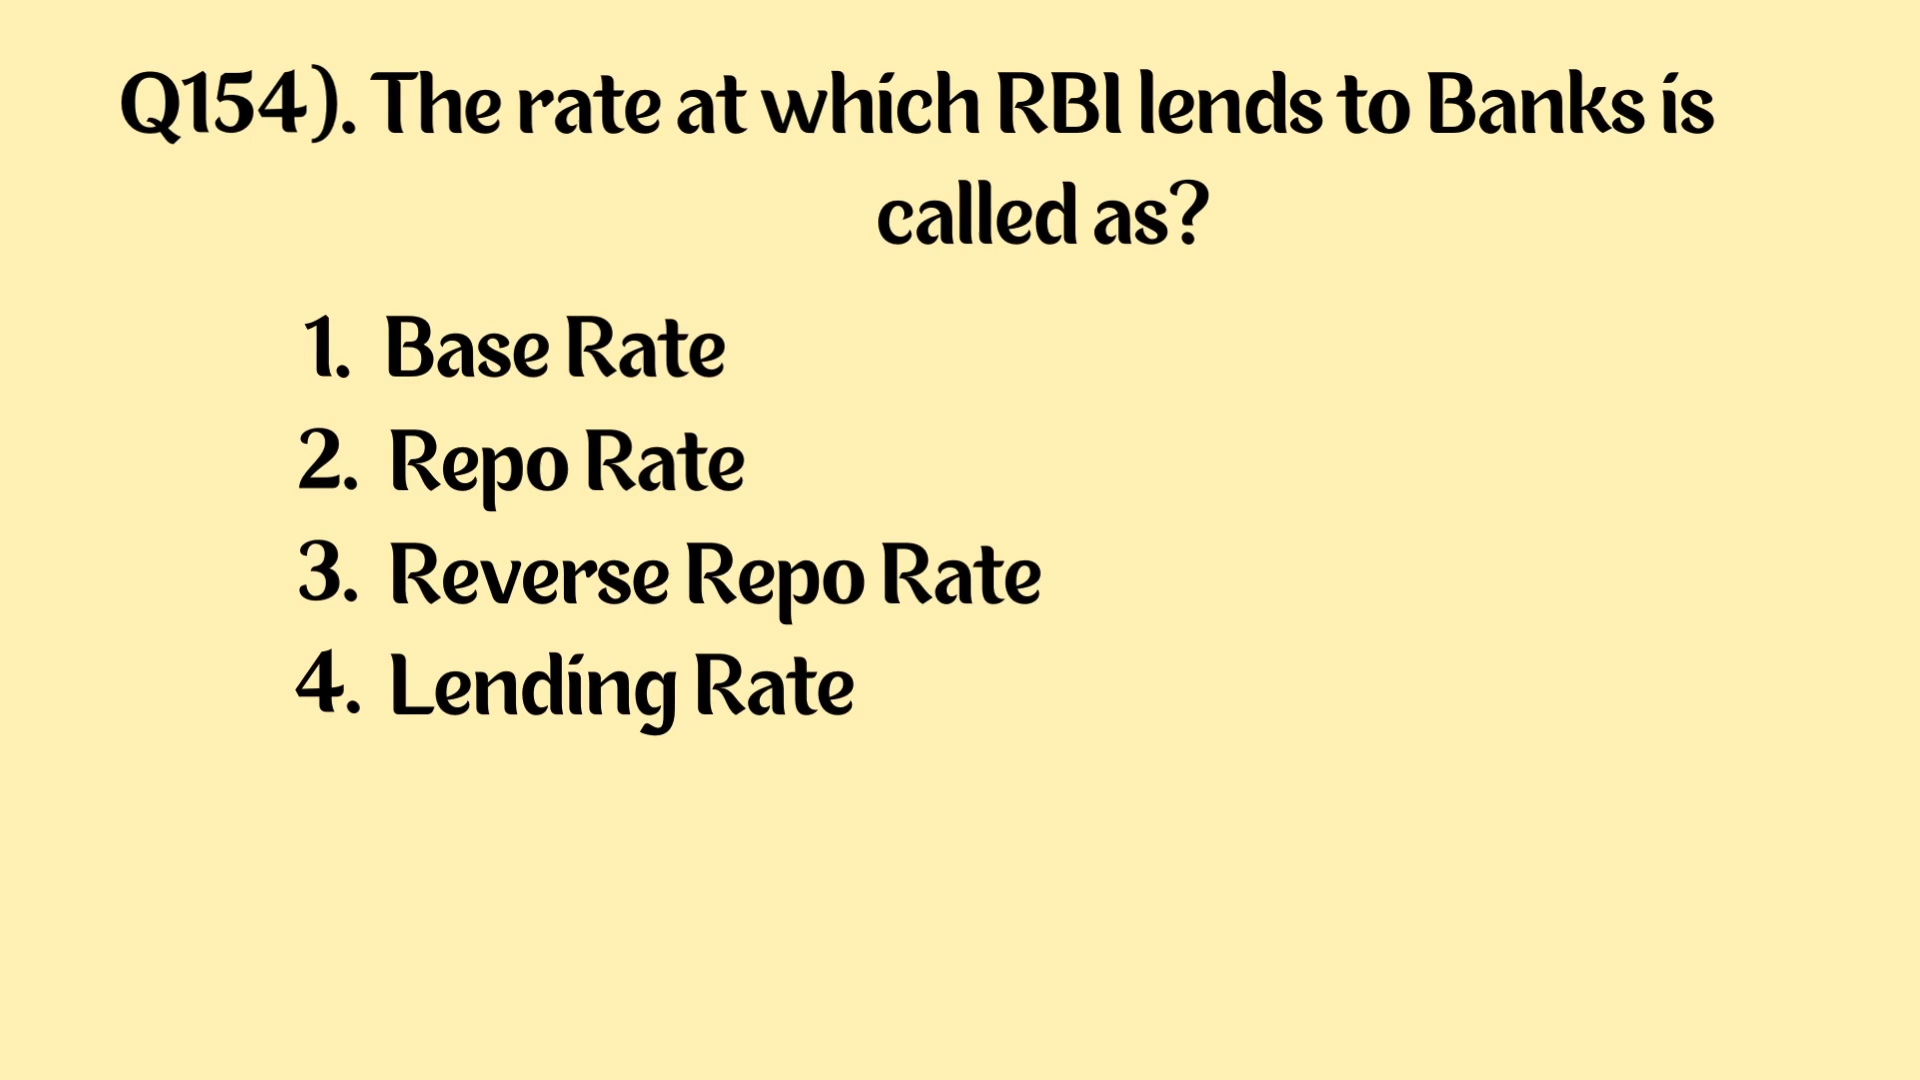 Q154). The rate at which RBI lends to Banks is
called as?
1. Base Rate
2. Repo Rate
3. Reverse Repo Rate
4. Lending Rate